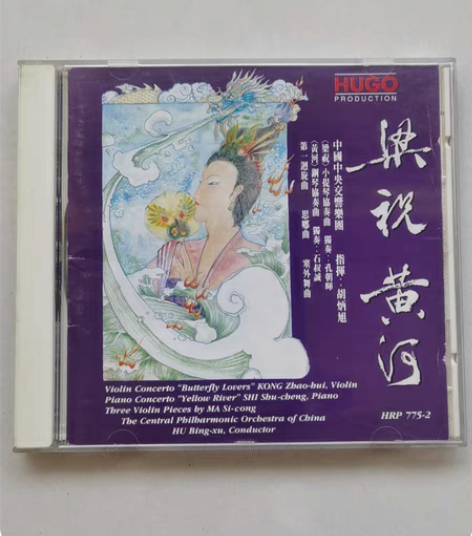 HUGO
PRODUCTION
梁祝 黄河
中國中央交響樂團 指揮：胡炳旭
《梁祝》小提琴協奏曲 獨奏：孔朝暉
《黃河》鋼琴協奏曲 獨奏：石叔誠
第一迴旋曲 思鄉曲 塞外舞曲
Violin Concerto "Butterfly Lovers" KONG Zhao-hui, Violin
Piano Concerto "Yellow River" SHI Shu-cheng, Piano
Three Violin Pieces by MA Si-cong
The Central Philharmonic Orchestra of China
HU Bing-xu, Conductor
HRP 775-2